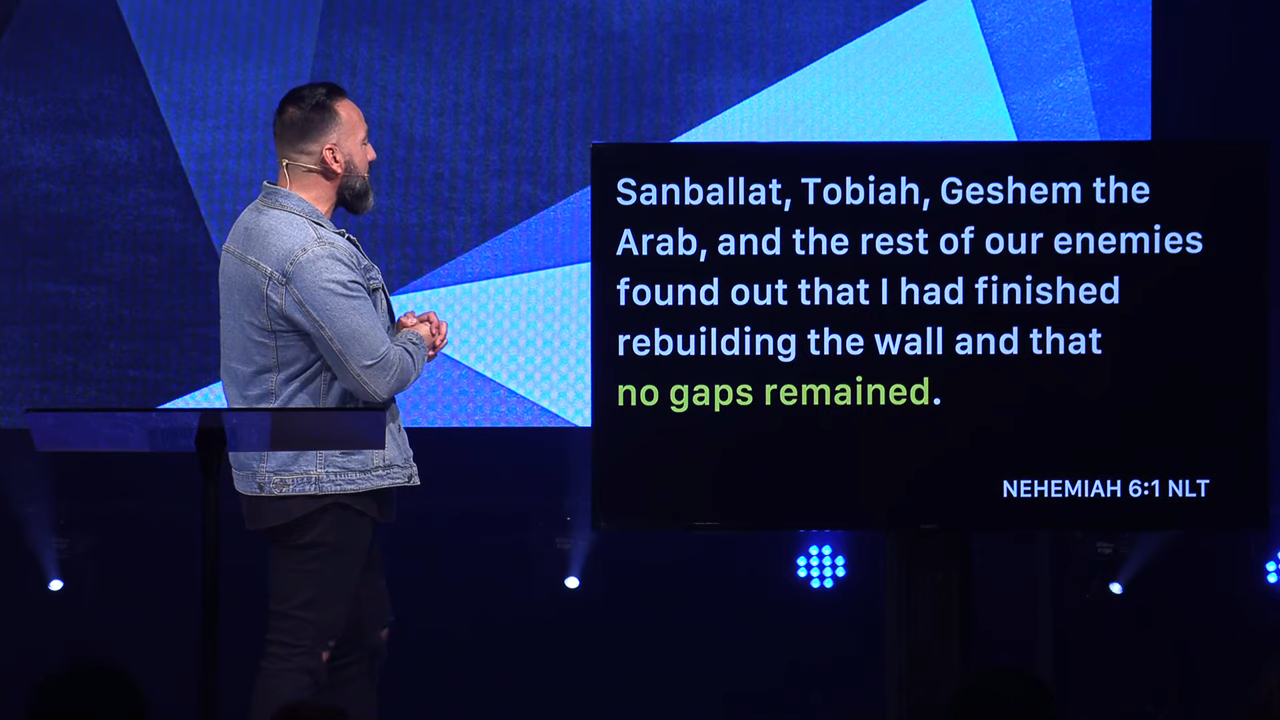 Sanballat, Tobiah, Geshem the
Arab, and the rest of our enemies
found out that I had finished
rebuilding the wall and that
no gaps remained.
NEHEMIAH 6:1 NLT